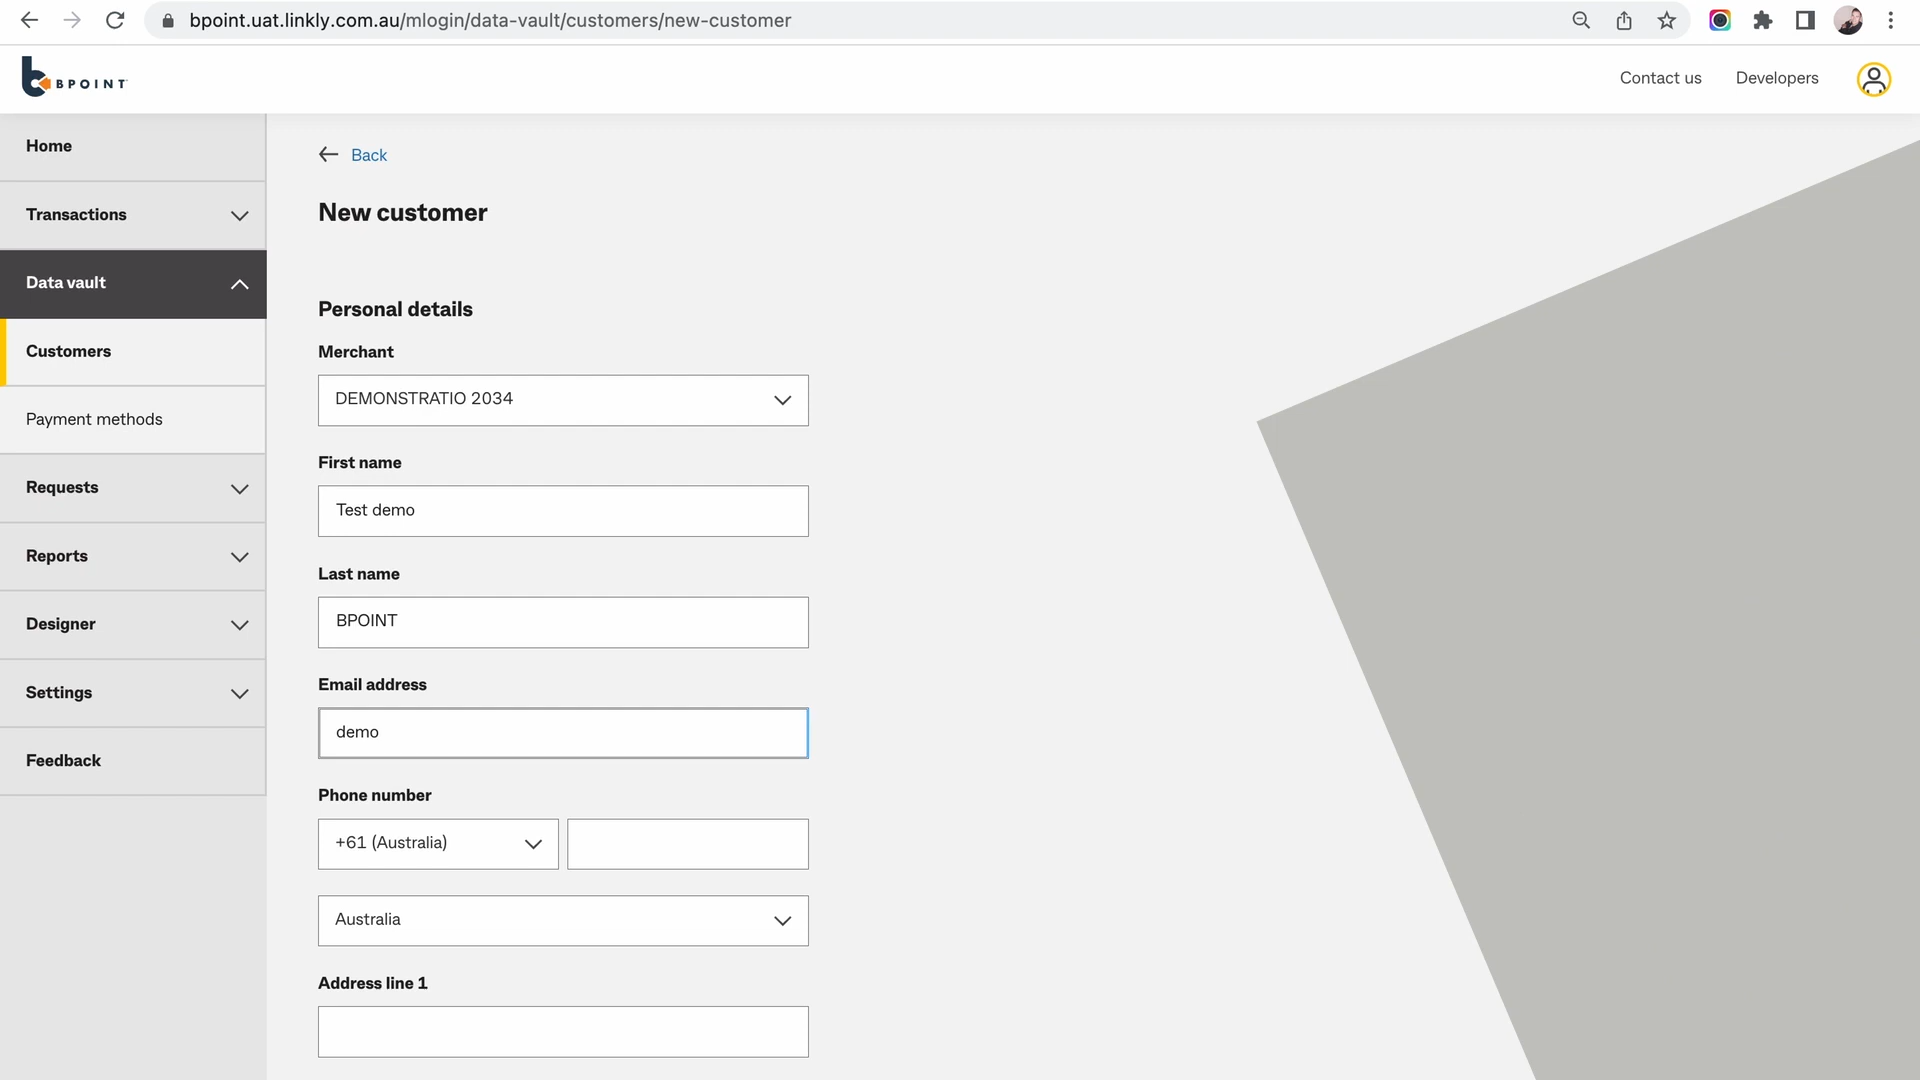 bpoint.uat.linkly.com.au/mlogin/data-vault/customers/new-customer
BPOINT
Contact us
Developers
Home
Transactions
Data vault
Customers
Payment methods
Requests
Reports
Designer
Settings
Feedback
Back
New customer
Personal details
Merchant
DEMONSTRATIO 2034
First name
Test demo
Last name
BPOINT
Email address
demo
Phone number
+61 (Australia)
Australia
Address line 1